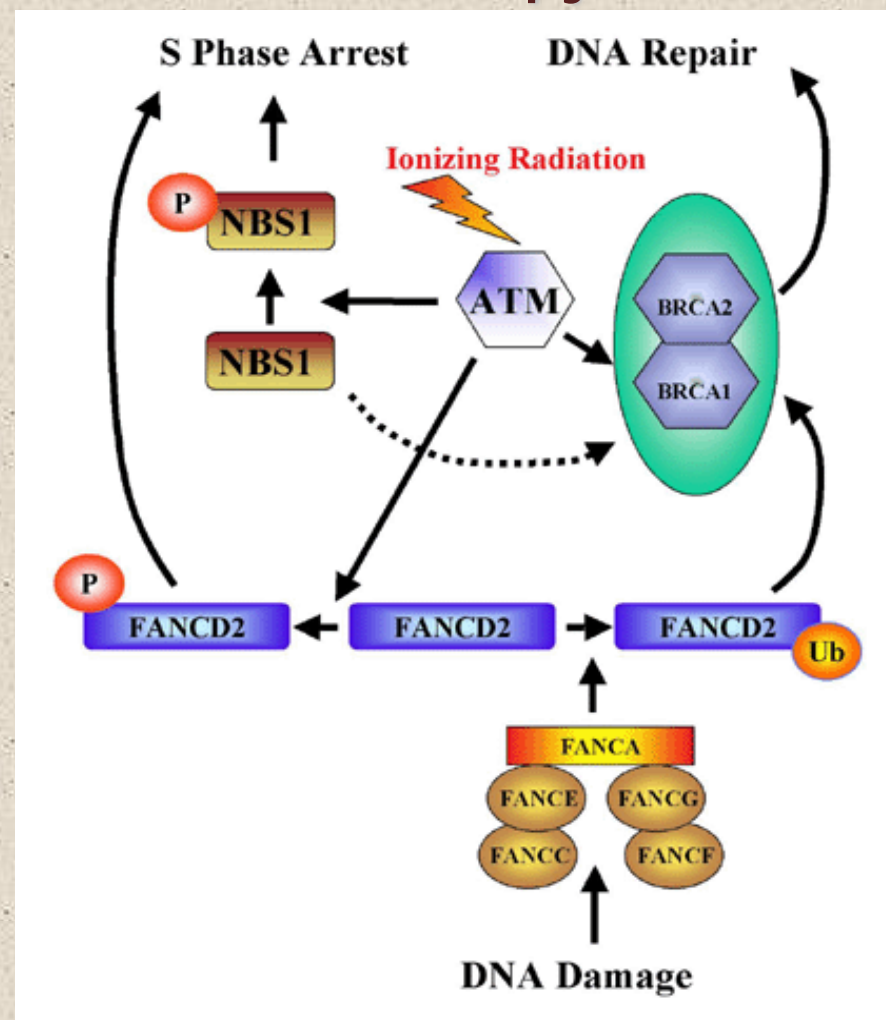 S Phase Arrest
DNA Repair
Ionizing Radiation
P
NBS1
ATM
BRCA2
NBS1
BRCA1
P
FANCD2
FANCD2
FANCD2
Ub
FANCA
FANCE
FANCG
FANCC
FANCF
DNA Damage